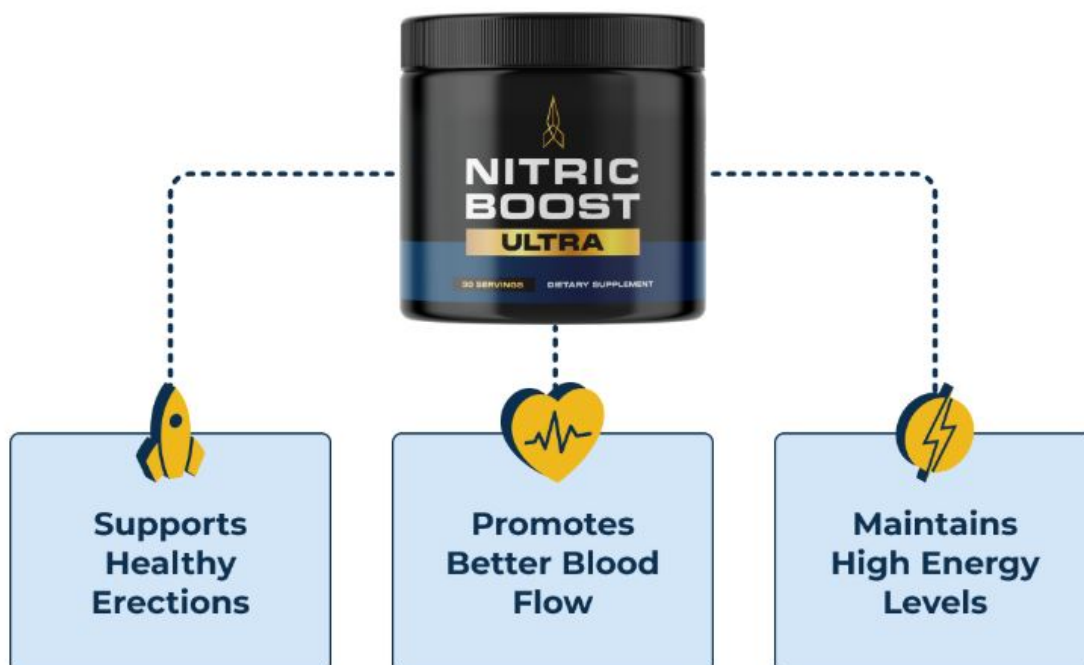 NITRIC
BOOST
ULTRA
30 SERVINGS DIETARY SUPPLEMENT
Supports
Healthy
Erections
Promotes
Better Blood
Flow
Maintains
High Energy
Levels